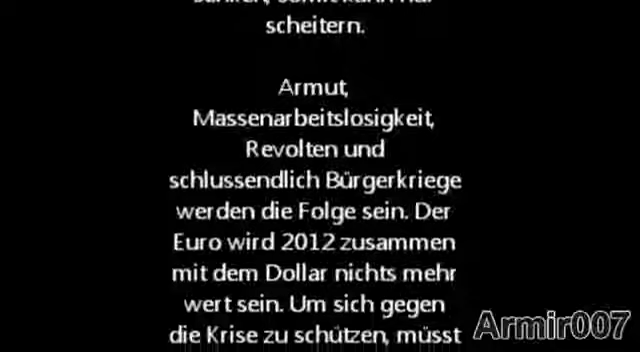 scheitern.
Armut,
Massenarbeitslosigkeit,
Revolten und
schlussendlich Bürgerkriege
werden die Folge sein. Der
Euro wird 2012 zusammen
mit dem Dollar nichts mehr
wert sein. Um sich gegen
die Krise zu schützen, müsst
Armir007